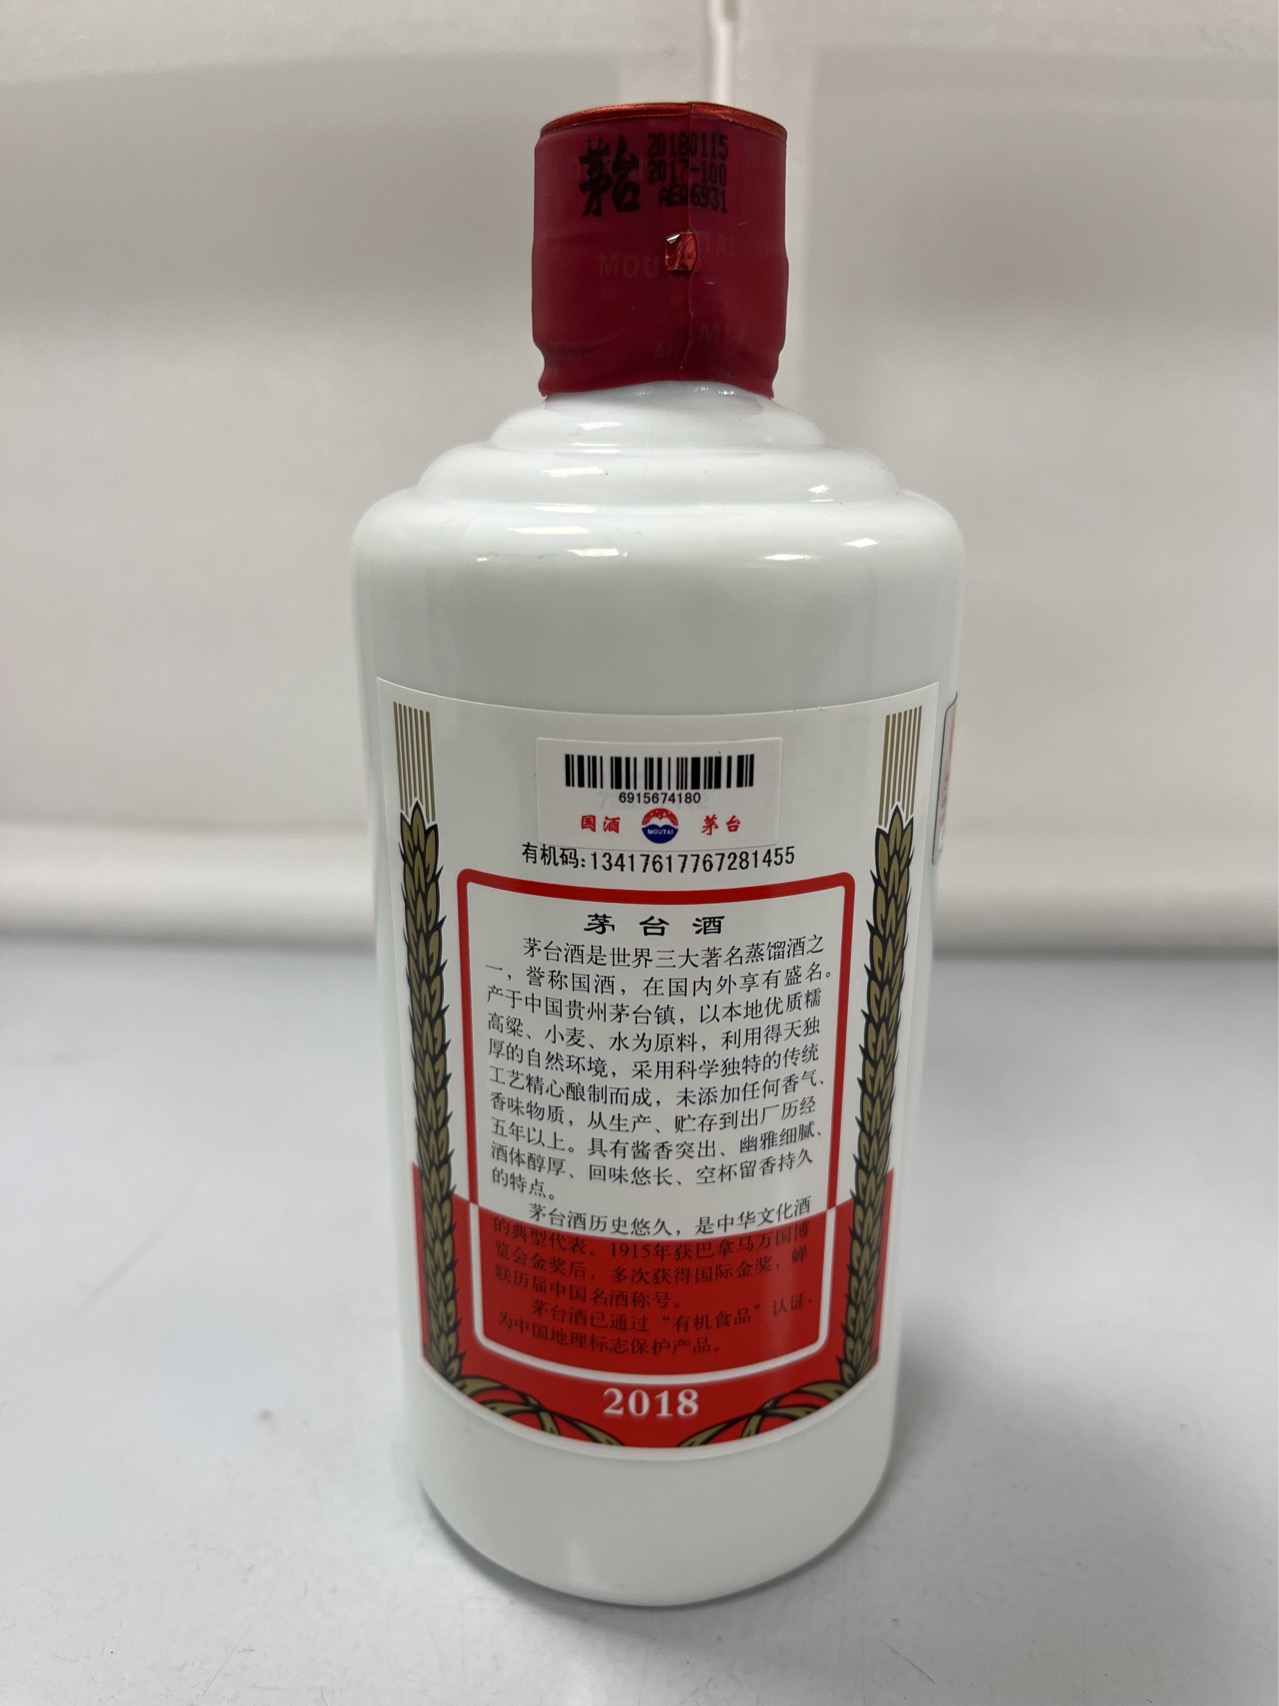 茅台
20180115
2017-100
AE06931
MOUTAI
6915674180
国酒 MOUTAI 茅台
有机码:13417617767281455
茅台酒
茅台酒是世界三大著名蒸馏酒之
一，誉称国酒，在国内外享有盛名。
产于中国贵州茅台镇，以本地优质糯
高粱、小麦、水为原料，利用得天独
厚的自然环境，采用科学独特的传统
工艺精心酿制而成，未添加任何香气、
香味物质，从生产、贮存到出厂历经
五年以上。具有酱香突出、幽雅细腻、
酒体醇厚、回味悠长、空杯留香持久
的特点。
茅台酒历史悠久，是中华文化酒
的典型代表。1915年获巴拿马万国博
览会金奖后，多次获得国际金奖，蝉
联历届中国名酒称号。
茅台酒已通过“有机食品”认证，
为中国地理标志保护产品。
2018